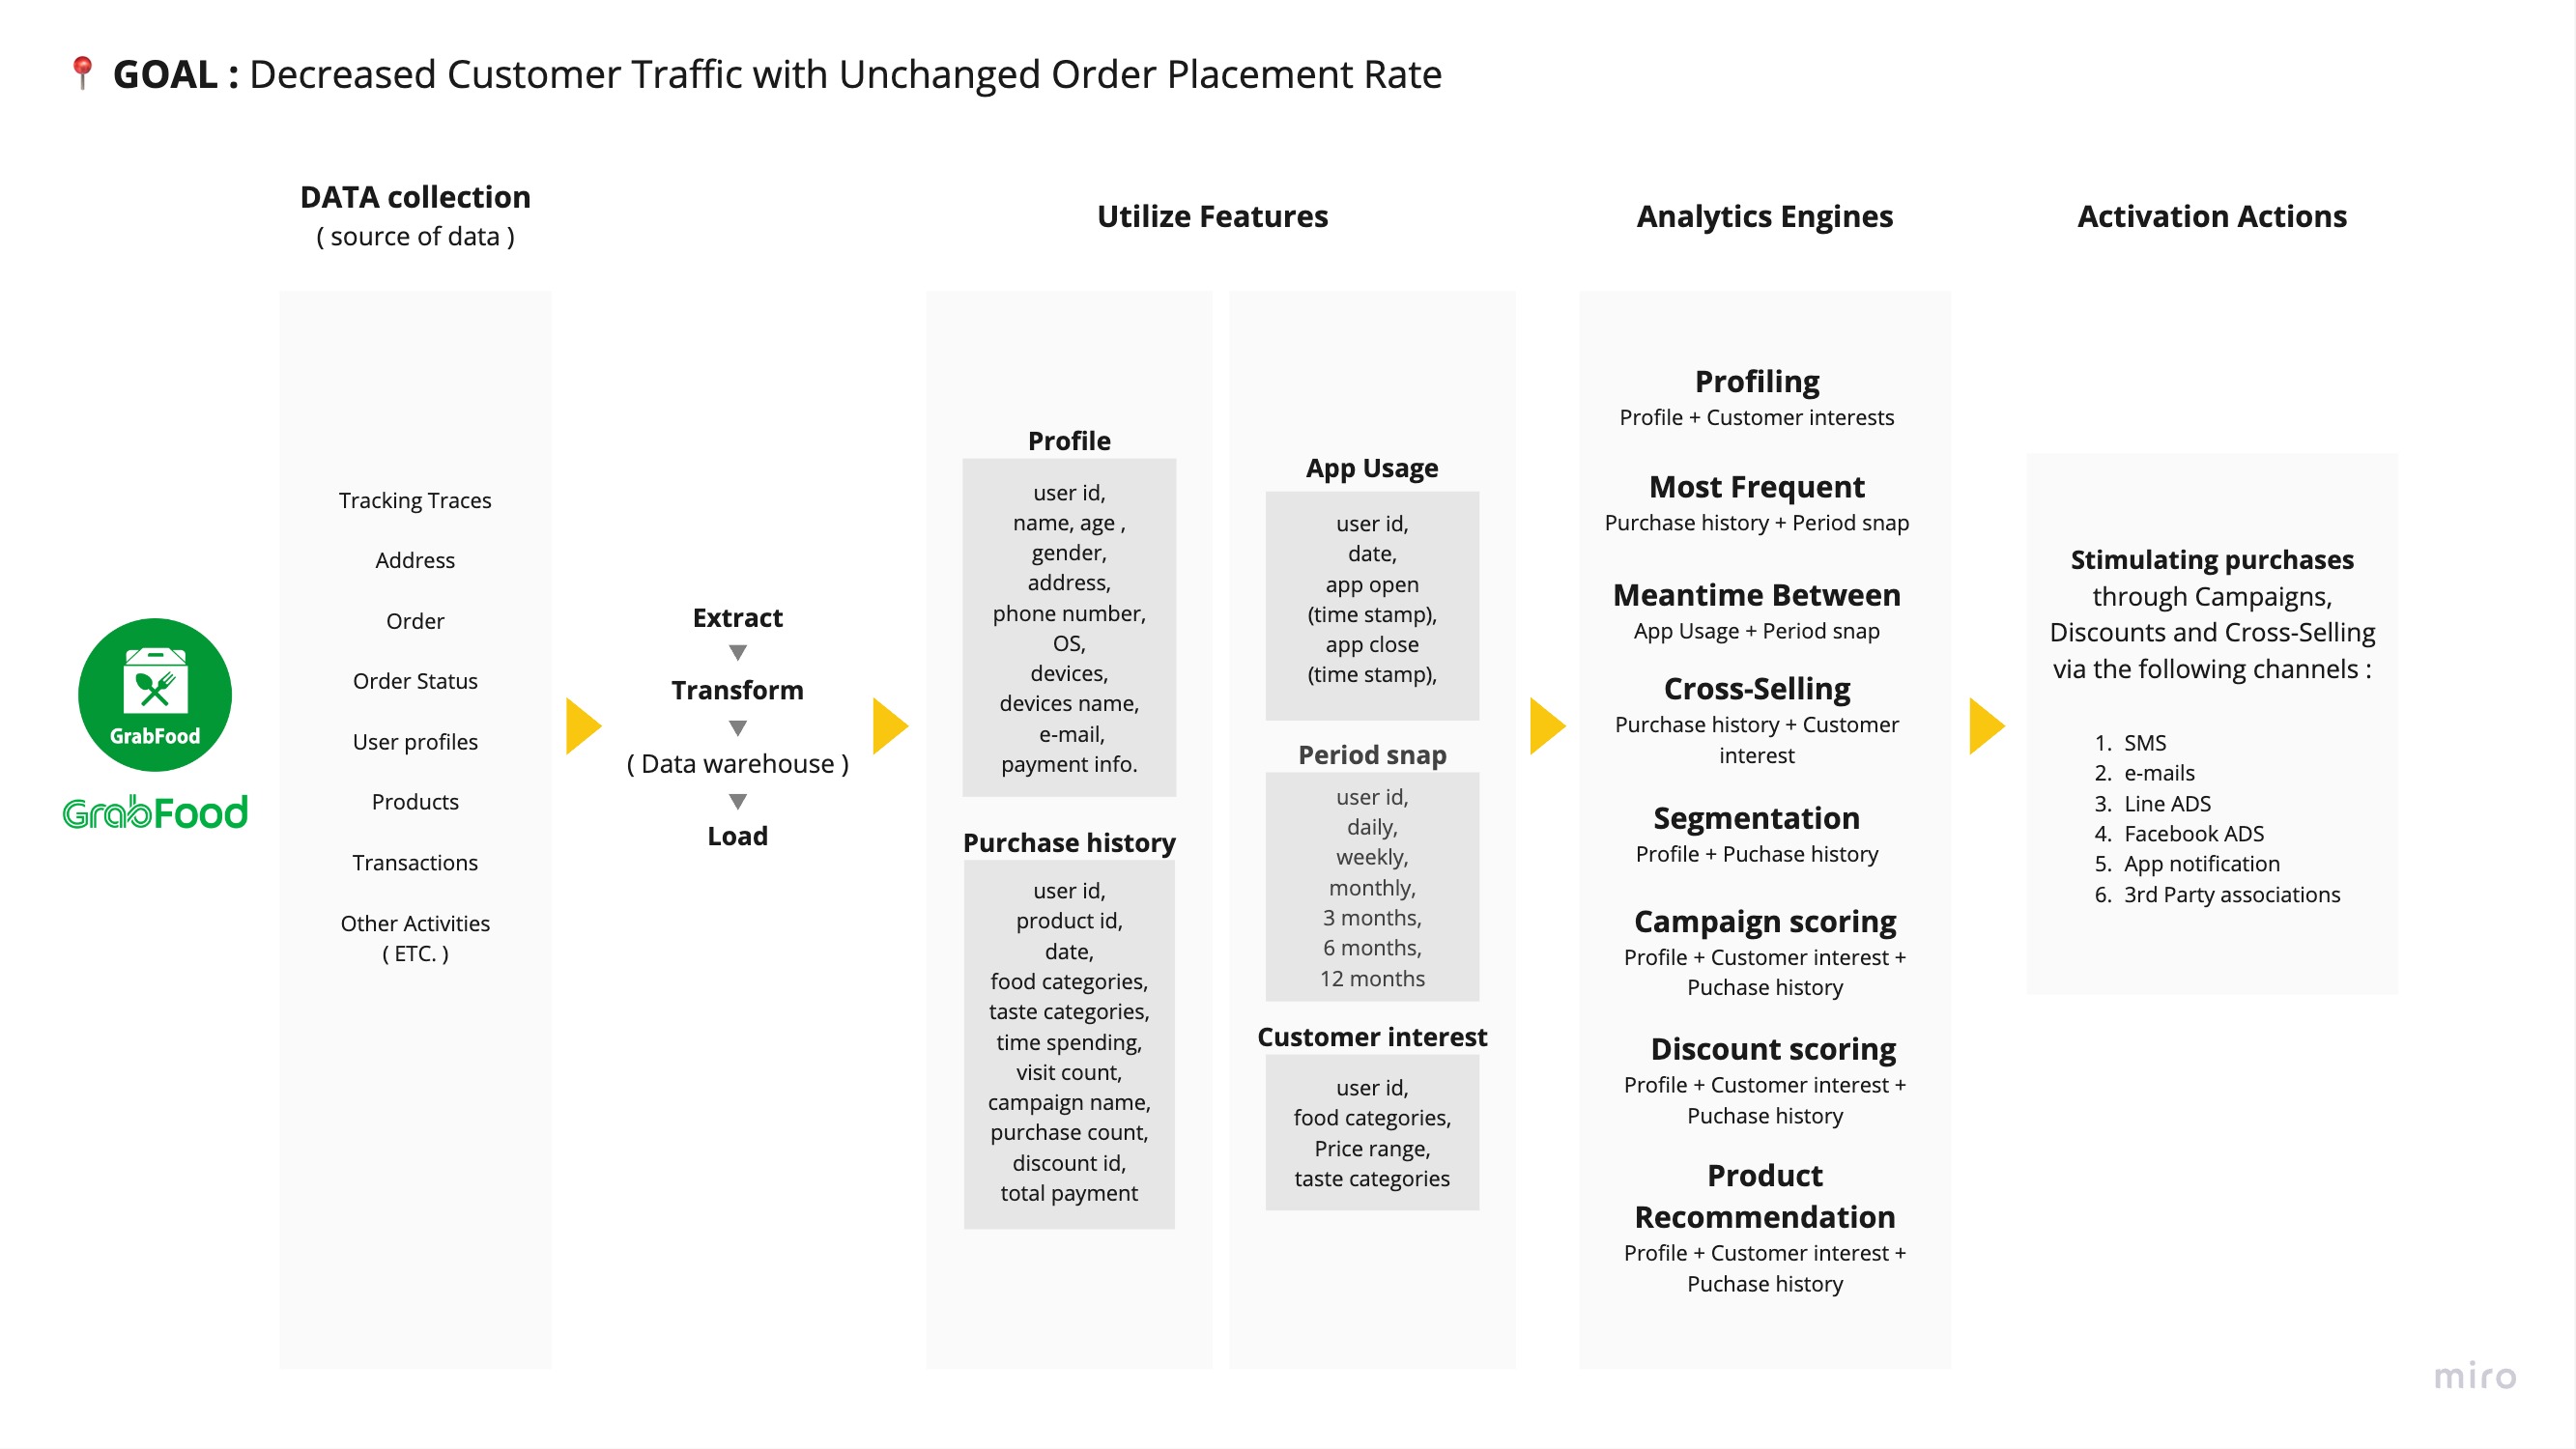 GOAL : Decreased Customer Traffic with Unchanged Order Placement Rate
DATA collection
( source of data )
GrabFood
GrabFood
Tracking Traces
Address
Order
Order Status
User profiles
Products
Transactions
Other Activities
( ETC. )
Extract
Transform
( Data warehouse )
Load
Utilize Features
Profile
user id,
name, age ,
gender,
address,
phone number,
OS,
devices,
devices name,
e-mail,
payment info.
Purchase history
user id,
product id,
date,
food categories,
taste categories,
time spending,
visit count,
campaign name,
purchase count,
discount id,
total payment
App Usage
user id,
date,
app open
(time stamp),
app close
(time stamp),
Period snap
user id,
daily,
weekly,
monthly,
3 months,
6 months,
12 months
Customer interest
user id,
food categories,
Price range,
taste categories
Analytics Engines
Profiling
Profile + Customer interests
Most Frequent
Purchase history + Period snap
Meantime Between
App Usage + Period snap
Cross-Selling
Purchase history + Customer
interest
Segmentation
Profile + Puchase history
Campaign scoring
Profile + Customer interest +
Puchase history
Discount scoring
Profile + Customer interest +
Puchase history
Product
Recommendation
Profile + Customer interest +
Puchase history
Activation Actions
Stimulating purchases
through Campaigns,
Discounts and Cross-Selling
via the following channels :
1. SMS
2. e-mails
3. Line ADS
4. Facebook ADS
5. App notification
6. 3rd Party associations
miro